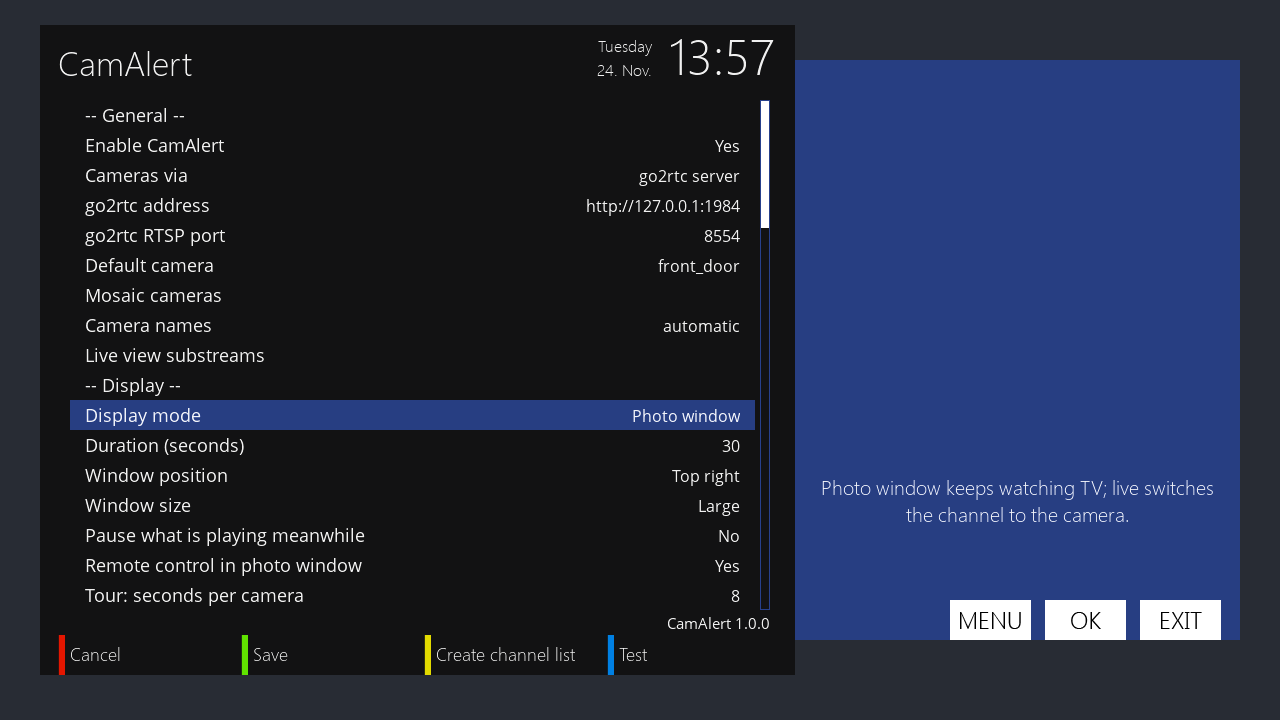 CamAlert
Tuesday
24. Nov.
13:57
-- General --
Enable CamAlert Yes
Cameras via go2rtc server
go2rtc address http://127.0.0.1:1984
go2rtc RTSP port 8554
Default camera front_door
Mosaic cameras
Camera names automatic
Live view substreams
-- Display --
Display mode Photo window
Duration (seconds) 30
Window position Top right
Window size Large
Pause what is playing meanwhile No
Remote control in photo window Yes
Tour: seconds per camera 8
CamAlert 1.0.0
Cancel Save Create channel list Test
Photo window keeps watching TV; live switches
the channel to the camera.
MENU OK EXIT